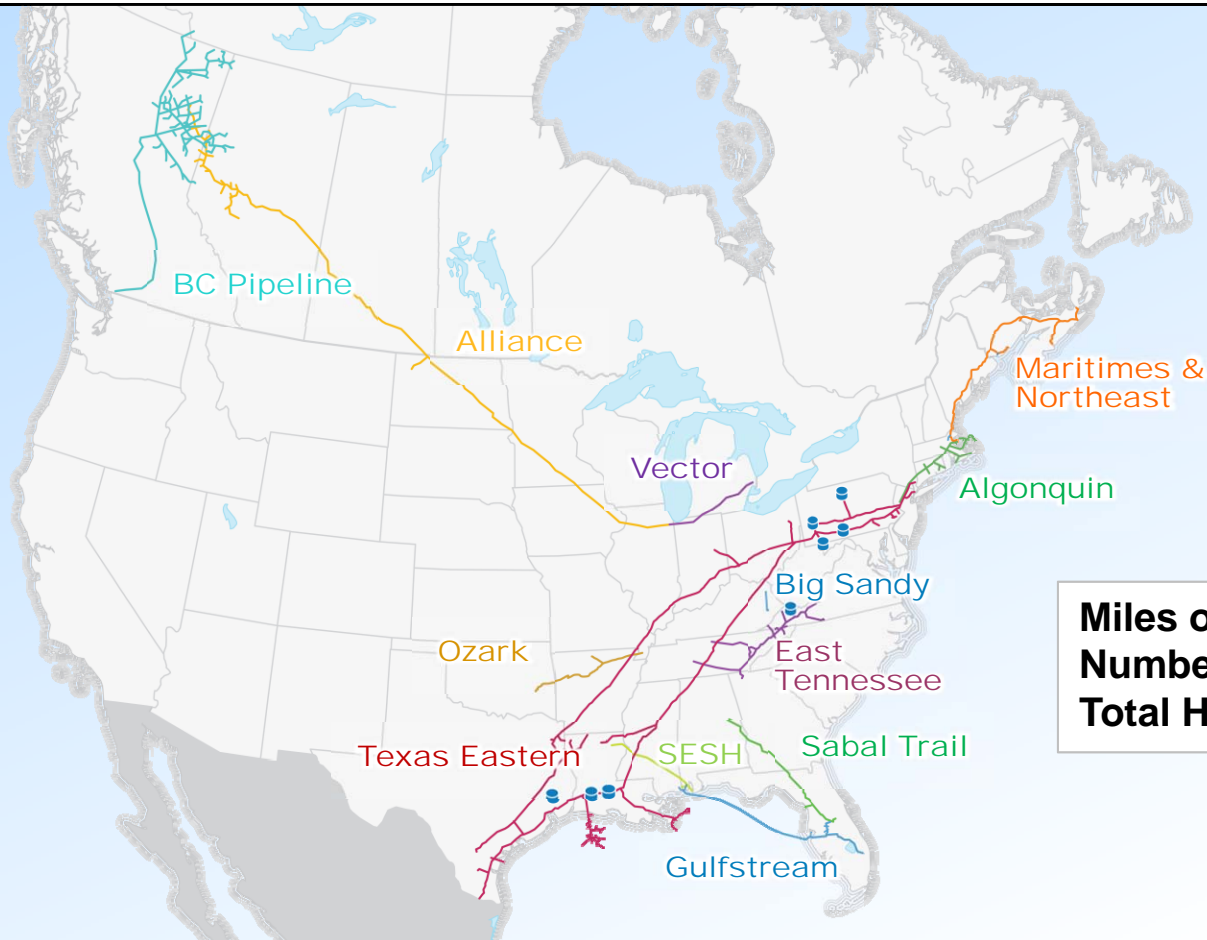 BC Pipeline
Alliance
Maritimes &
Northeast
Vector
Algonquin
Big Sandy
Ozark
East
Tennessee
Texas Eastern
SESH
Sabal Trail
Gulfstream
Miles
Total